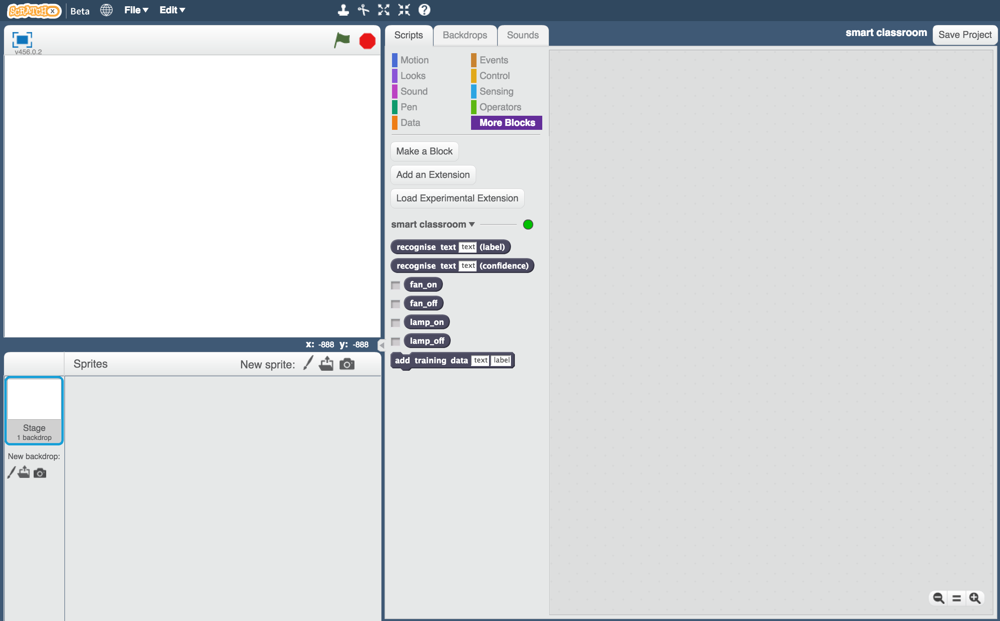 SCRATCH X Beta File Edit
v456.0.2
Scripts Backdrops Sounds
smart classroom Save Project
Motion Events
Looks Control
Sound Sensing
Pen Operators
Data More Blocks
Make a Block
Add an Extension
Load Experimental Extension
smart classroom
recognise text text (label)
recognise text text (confidence)
fan_on
fan_off
lamp_on
lamp_off
add training data text label
x: -888 y: -888
Sprites New sprite:
Stage
1 backdrop
New backdrop: